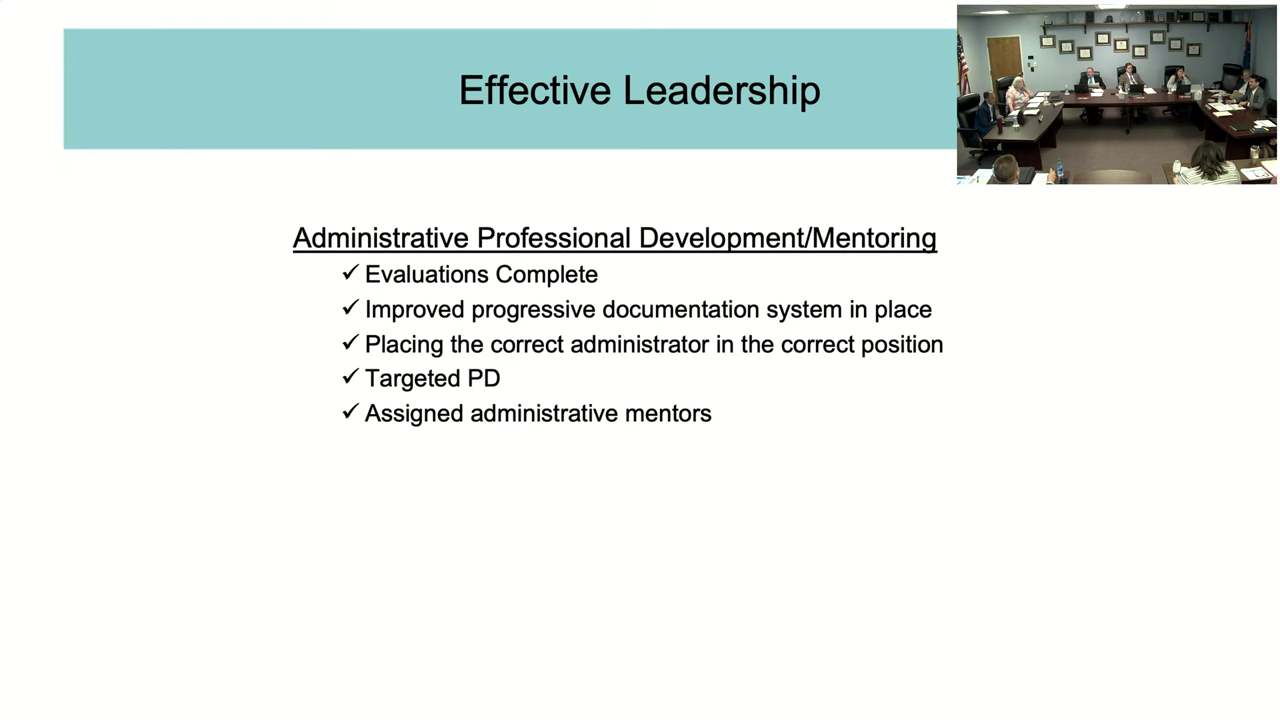 Effective Leadership
Administrative Professional Development/Mentoring
✓ Evaluations Complete
✓ Improved progressive documentation system in place
✓ Placing the correct administrator in the correct position
✓ Targeted PD
✓ Assigned administrative mentors